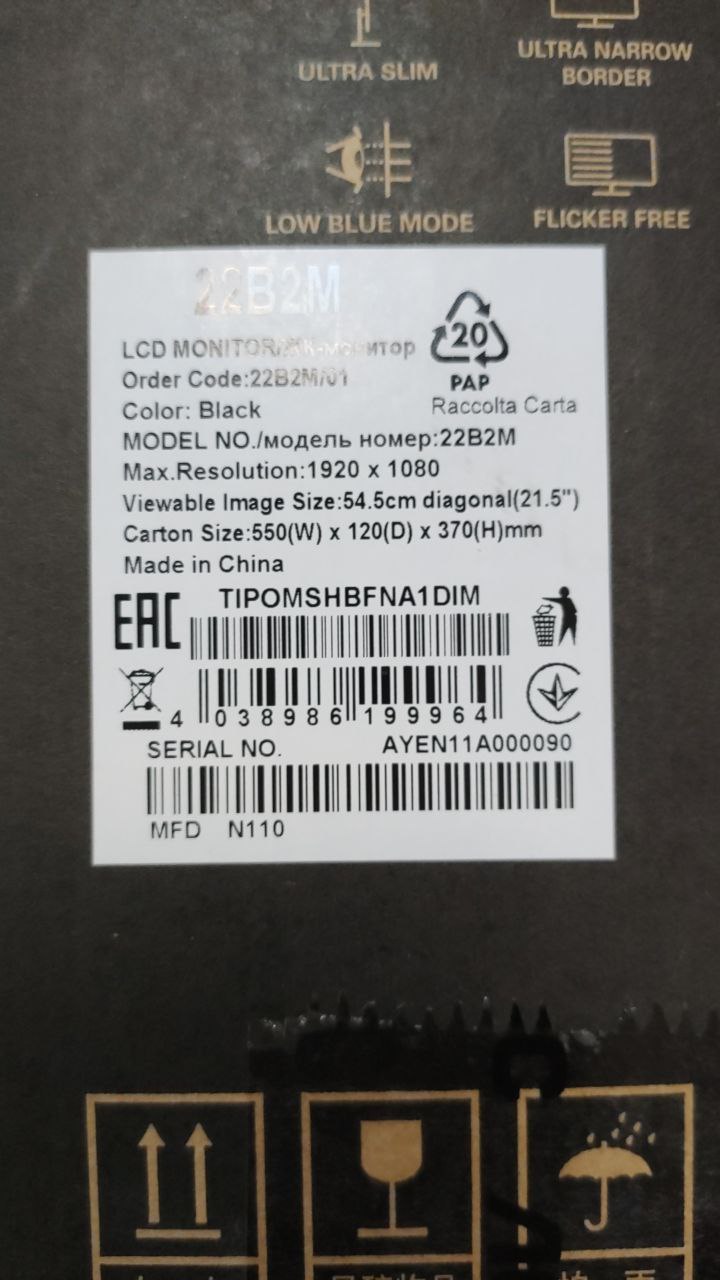 ULTRA SLIM
ULTRA NARROW
BORDER
LOW BLUE MODE
FLICKER FREE
22B2M
LCD MONITOR/ЖК-монитор
20
Order Code:22B2M/01
PAP
Color: Black
Raccolta Carta
MODEL NO./модель номер:22B2M
Max.Resolution:1920 x 1080
Viewable Image Size:54.5cm diagonal(21.5")
Carton Size:550(W) x 120(D) x 370(H)mm
Made in China
EAC
TIPOMSHBFNA1DIM
4 038986 199964
SERIAL NO. AYEN11A000090
MFD N110